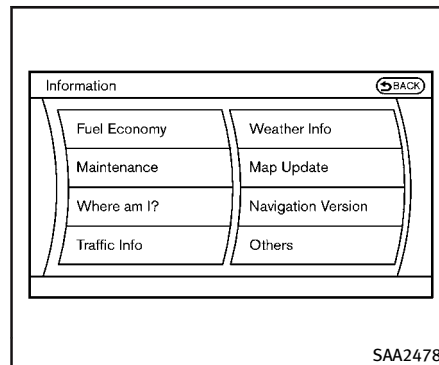 Information
BACK
Fuel Economy
Weather Info
Maintenance
Map Update
Where am I?
Navigation Version
Traffic Info
Others
SAA2478